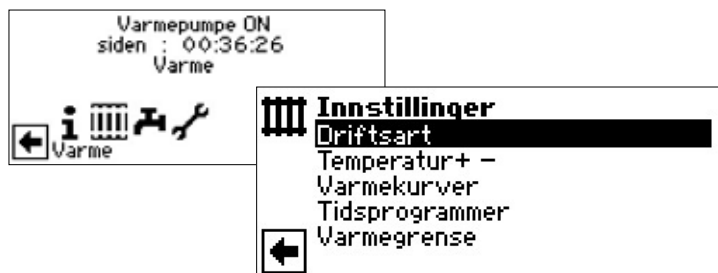 Varmepumpe ON
siden : 00:36:26
Varme
Varme
Innstillinger
Driftsart
Temperatur+ −
Varmekurver
Tidsprogrammer
Varmegrense